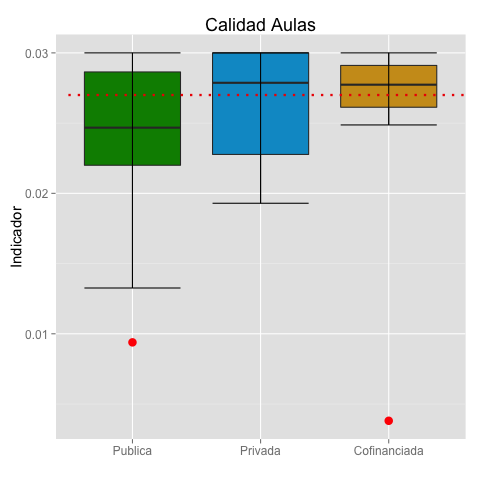 Calidad Aulas
Indicador
0.03
0.02
0.01
Publica
Privada
Cofinanciada